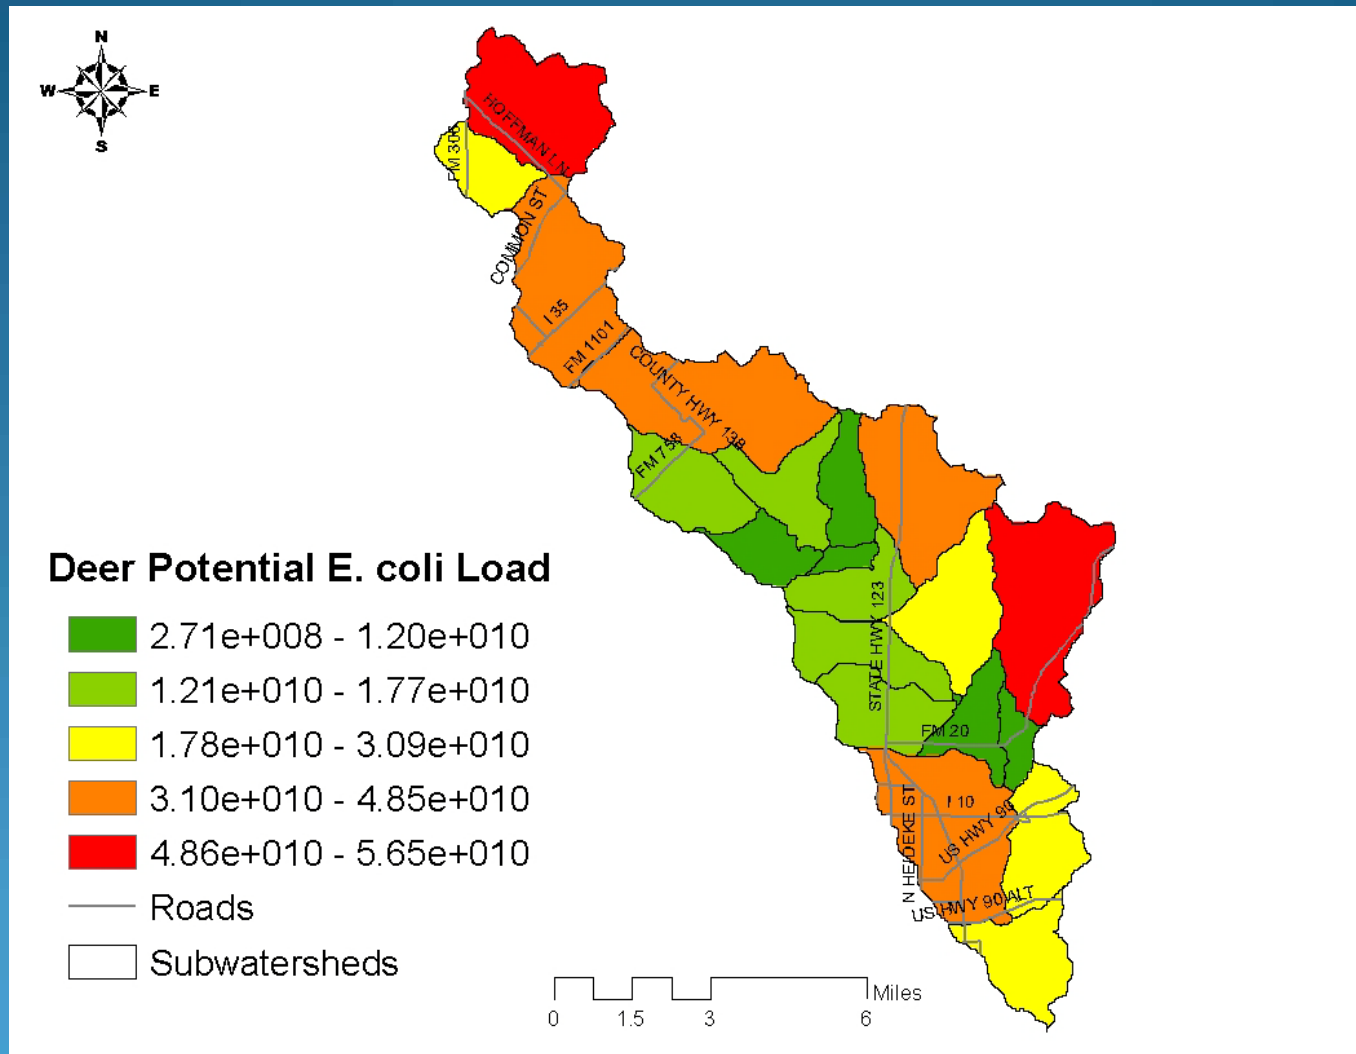 N
W E
S
HOFFMAN LN
FM 306
COMMON ST
I 35
FM 1101
COUNTY HWY 138
FM 758
STATE HWY 123
FM 20
I 10
US HWY 90
N HEIDEKE ST
US HWY 90 ALT
Deer Potential E. coli Load
2.71e+008 - 1.20e+010
1.21e+010 - 1.77e+010
1.78e+010 - 3.09e+010
3.10e+010 - 4.85e+010
4.86e+010 - 5.65e+010
Roads
Subwatersheds
Miles
0 1.5 3 6